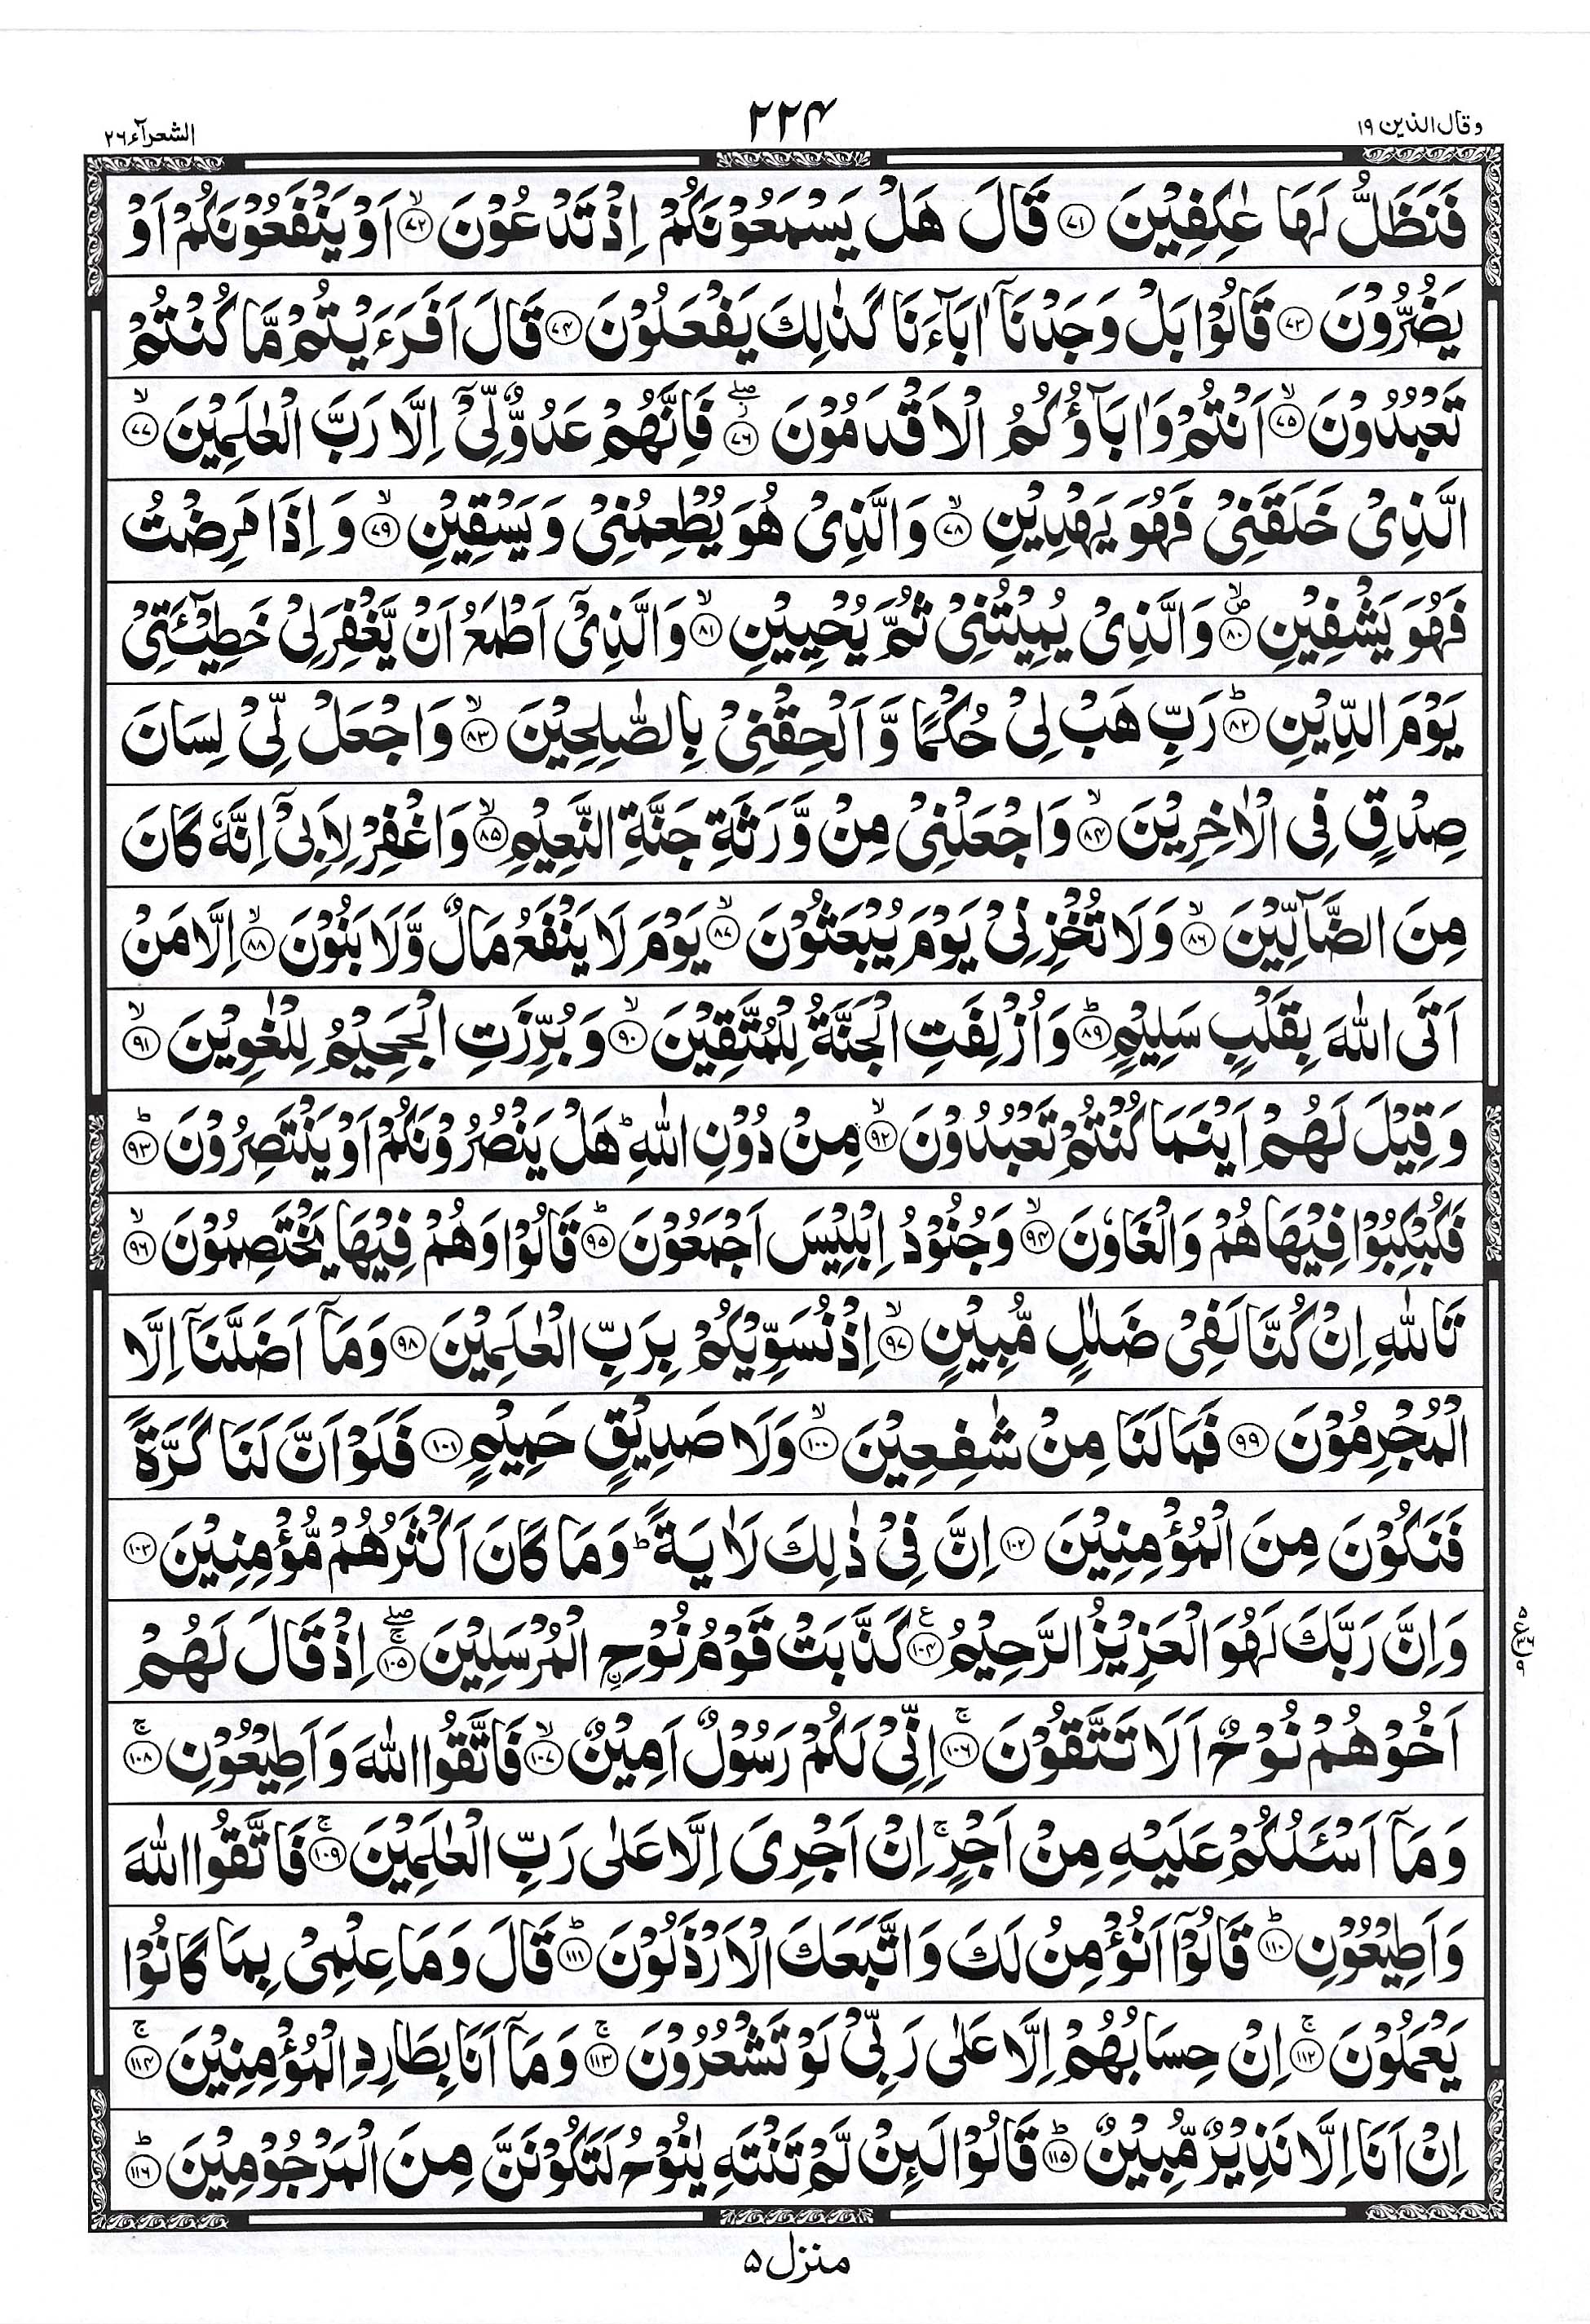 وقال الذين ١٩
٢٢٤
الشعرآء ٢٦
فَنَظَلُّ لَهَا عٰكِفِيْنَ ۝٧١ قَالَ هَلْ يَسْمَعُوْنَكُمْ اِذْ تَدْعُوْنَ ۝٧٢ۙ اَوْ يَنْفَعُوْنَكُمْ اَوْ
يَضُرُّوْنَ ۝٧٣ قَالُوْا بَلْ وَجَدْنَاۤ اٰبَآءَنَا كَذٰلِكَ يَفْعَلُوْنَ ۝٧٤ قَالَ اَفَرَءَيْتُمْ مَّا كُنْتُمْ
تَعْبُدُوْنَ ۝٧٥ۙ اَنْتُمْ وَاٰبَآؤُكُمُ الْاَقْدَمُوْنَ ۝٧٦ۖ فَاِنَّهُمْ عَدُوٌّ لِّيْۤ اِلَّا رَبَّ الْعٰلَمِيْنَ ۝٧٧ۙ
الَّذِيْ خَلَقَنِيْ فَهُوَ يَهْدِيْنِ ۝٧٨ۙ وَالَّذِيْ هُوَ يُطْعِمُنِيْ وَيَسْقِيْنِ ۝٧٩ۙ وَاِذَا مَرِضْتُ
فَهُوَ يَشْفِيْنِ ۝٨٠ۙ وَالَّذِيْ يُمِيْتُنِيْ ثُمَّ يُحْيِيْنِ ۝٨١ۙ وَالَّذِيْۤ اَطْمَعُ اَنْ يَّغْفِرَ لِيْ خَطِيْٓـَٔتِيْ
يَوْمَ الدِّيْنِ ۝٨٢ؕ رَبِّ هَبْ لِيْ حُكْمًا وَّاَلْحِقْنِيْ بِالصّٰلِحِيْنَ ۝٨٣ۙ وَاجْعَلْ لِّيْ لِسَانَ
صِدْقٍ فِي الْاٰخِرِيْنَ ۝٨٤ۙ وَاجْعَلْنِيْ مِنْ وَّرَثَةِ جَنَّةِ النَّعِيْمِ ۝٨٥ۙ وَاغْفِرْ لِاَبِيْۤ اِنَّهٗ كَانَ
مِنَ الضَّآلِّيْنَ ۝٨٦ۙ وَلَا تُخْزِنِيْ يَوْمَ يُبْعَثُوْنَ ۝٨٧ۙ يَوْمَ لَا يَنْفَعُ مَالٌ وَّلَا بَنُوْنَ ۝٨٨ۙ اِلَّا مَنْ
اَتَى اللّٰهَ بِقَلْبٍ سَلِيْمٍ ۝٨٩ؕ وَاُزْلِفَتِ الْجَنَّةُ لِلْمُتَّقِيْنَ ۝٩٠ۙ وَبُرِّزَتِ الْجَحِيْمُ لِلْغٰوِيْنَ ۝٩١ۙ
وَقِيْلَ لَهُمْ اَيْنَمَا كُنْتُمْ تَعْبُدُوْنَ ۝٩٢ۙ مِنْ دُوْنِ اللّٰهِؕ هَلْ يَنْصُرُوْنَكُمْ اَوْ يَنْتَصِرُوْنَ ۝٩٣ؕ
فَكُبْكِبُوْا فِيْهَا هُمْ وَالْغَاوٗنَ ۝٩٤ۙ وَجُنُوْدُ اِبْلِيْسَ اَجْمَعُوْنَ ۝٩٥ؕ قَالُوْا وَهُمْ فِيْهَا يَخْتَصِمُوْنَ ۝٩٦ۙ
تَاللّٰهِ اِنْ كُنَّا لَفِيْ ضَلٰلٍ مُّبِيْنٍ ۝٩٧ۙ اِذْ نُسَوِّيْكُمْ بِرَبِّ الْعٰلَمِيْنَ ۝٩٨ وَمَاۤ اَضَلَّنَاۤ اِلَّا
الْمُجْرِمُوْنَ ۝٩٩ فَمَا لَنَا مِنْ شٰفِعِيْنَ ۝١٠٠ۙ وَلَا صَدِيْقٍ حَمِيْمٍ ۝١٠١ فَلَوْ اَنَّ لَنَا كَرَّةً
فَنَكُوْنَ مِنَ الْمُؤْمِنِيْنَ ۝١٠٢ اِنَّ فِيْ ذٰلِكَ لَاٰيَةًؕ وَمَا كَانَ اَكْثَرُهُمْ مُّؤْمِنِيْنَ ۝١٠٣
وَاِنَّ رَبَّكَ لَهُوَ الْعَزِيْزُ الرَّحِيْمُ ۝١٠٤ع كَذَّبَتْ قَوْمُ نُوْحِ ِ۟الْمُرْسَلِيْنَ ۝١٠٥ۚۖ اِذْ قَالَ لَهُمْ
اَخُوْهُمْ نُوْحٌ اَلَا تَتَّقُوْنَ ۝١٠٦ۚ اِنِّيْ لَكُمْ رَسُوْلٌ اَمِيْنٌ ۝١٠٧ۙ فَاتَّقُوا اللّٰهَ وَاَطِيْعُوْنِ ۝١٠٨ۚ
وَمَاۤ اَسْـَٔلُكُمْ عَلَيْهِ مِنْ اَجْرٍۚ اِنْ اَجْرِيَ اِلَّا عَلٰى رَبِّ الْعٰلَمِيْنَ ۝١٠٩ۚ فَاتَّقُوا اللّٰهَ
وَاَطِيْعُوْنِ ۝١١٠ؕ قَالُوْۤا اَنُؤْمِنُ لَكَ وَاتَّبَعَكَ الْاَرْذَلُوْنَ ۝١١١ؕ قَالَ وَمَا عِلْمِيْ بِمَا كَانُوْا
يَعْمَلُوْنَ ۝١١٢ۚ اِنْ حِسَابُهُمْ اِلَّا عَلٰى رَبِّيْ لَوْ تَشْعُرُوْنَ ۝١١٣ۚ وَمَاۤ اَنَا بِطَارِدِ الْمُؤْمِنِيْنَ ۝١١٤ۚ
اِنْ اَنَا اِلَّا نَذِيْرٌ مُّبِيْنٌ ۝١١٥ؕ قَالُوْا لَىِٕنْ لَّمْ تَنْتَهِ يٰنُوْحُ لَتَكُوْنَنَّ مِنَ الْمَرْجُوْمِيْنَ ۝١١٦ؕ
منزل ٥